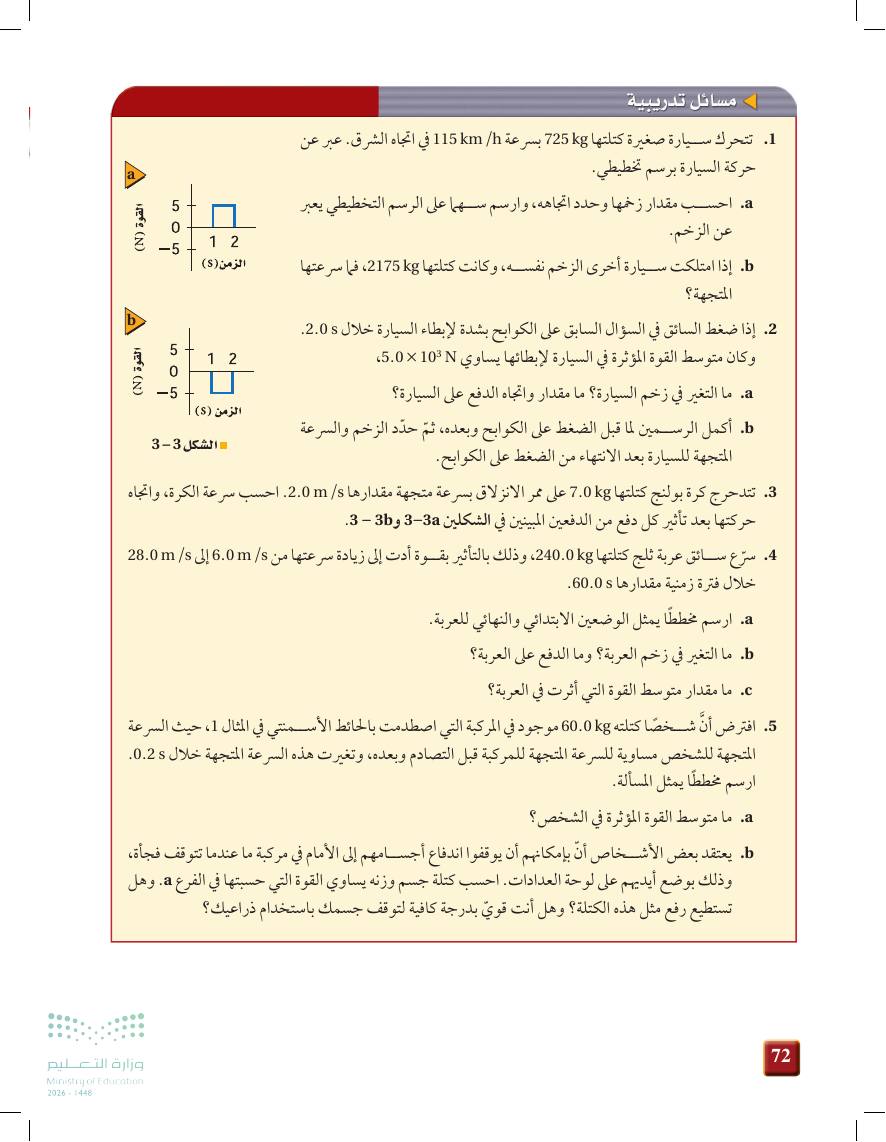 مسائل تدريبية
1. تتحرك سيارة صغيرة كتلتها 725 kg بسرعة 115 km/h في اتجاه الشرق. عبر عن
حركة السيارة برسم تخطيطي.
a. احسب مقدار زخمها وحدد اتجاهه، وارسم سهما على الرسم التخطيطي يعبر
عن الزخم.
b. إذا امتلكت سيارة أخرى الزخم نفسه، وكانت كتلتها 2175 kg، فما سرعتها
المتجهة؟
2. إذا ضغط السائق في السؤال السابق على الكوابح بشدة لإبطاء السيارة خلال 2.0 s.
وكان متوسط القوة المؤثرة في السيارة لإبطائها يساوي 5.0 × 10³ N،
a. ما التغير في زخم السيارة؟ ما مقدار واتجاه الدفع على السيارة؟
b. أكمل الرسمين لما قبل الضغط على الكوابح وبعده، ثمّ حدّد الزخم والسرعة
المتجهة للسيارة بعد الانتهاء من الضغط على الكوابح.
a
القوة (N)
5
0
−5
1 2
الزمن (s)
b
القوة (N)
5
0
−5
1 2
الزمن (s)
الشكل 3-3
3. تتدحرج كرة بولنج كتلتها 7.0 kg على ممر الانزلاق بسرعة متجهة مقدارها 2.0 m/s. احسب سرعة الكرة، واتجاه
حركتها بعد تأثير كل دفع من الدفعين المبينين في الشكلين 3-3a و3-3b.
4. سرّع سائق عربة ثلج كتلتها 240.0 kg، وذلك بالتأثير بقوة أدت إلى زيادة سرعتها من 6.0 m/s إلى 28.0 m/s
خلال فترة زمنية مقدارها 60.0 s.
a. ارسم مخططًا يمثل الوضعين الابتدائي والنهائي للعربة.
b. ما التغير في زخم العربة؟ وما الدفع على العربة؟
c. ما مقدار متوسط القوة التي أثرت في العربة؟
5. افترض أنَّ شخصًا كتلته 60.0 kg موجود في المركبة التي اصطدمت بالحائط الأسمنتي في المثال 1، حيث السرعة
المتجهة للشخص مساوية للسرعة المتجهة للمركبة قبل التصادم وبعده، وتغيرت هذه السرعة المتجهة خلال 0.2 s.
ارسم مخططًا يمثل المسألة.
a. ما متوسط القوة المؤثرة في الشخص؟
b. يعتقد بعض الأشخاص أنّ بإمكانهم أن يوقفوا اندفاع أجسامهم إلى الأمام في مركبة ما عندما تتوقف فجأة،
وذلك بوضع أيديهم على لوحة العدادات. احسب كتلة جسم وزنه يساوي القوة التي حسبتها في الفرع a. وهل
تستطيع رفع مثل هذه الكتلة؟ وهل أنت قويّ بدرجة كافية لتوقف جسمك باستخدام ذراعيك؟
وزارة التعليم
Ministry of Education
2026 - 1448
72